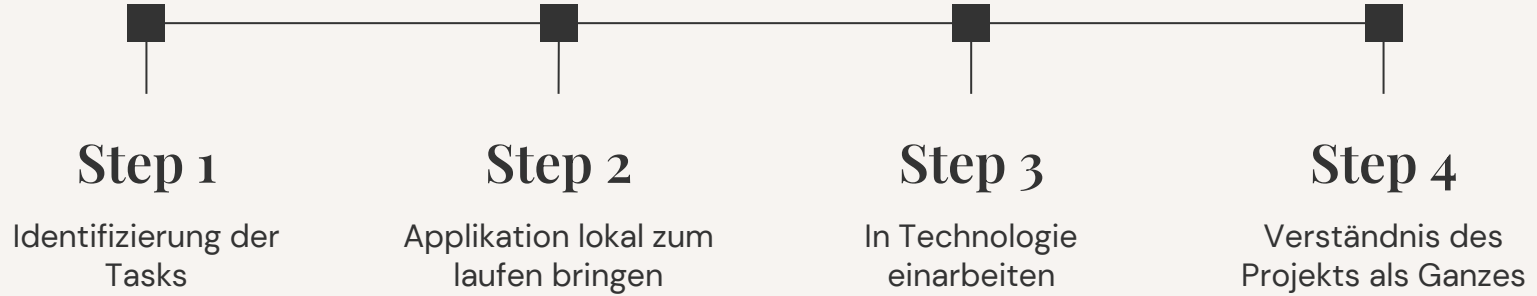 Step 1
Identifizierung der
Tasks
Step 2
Applikation lokal zum
laufen bringen
Step 3
In Technologie
einarbeiten
Step 4
Verständnis des
Projekts als Ganzes